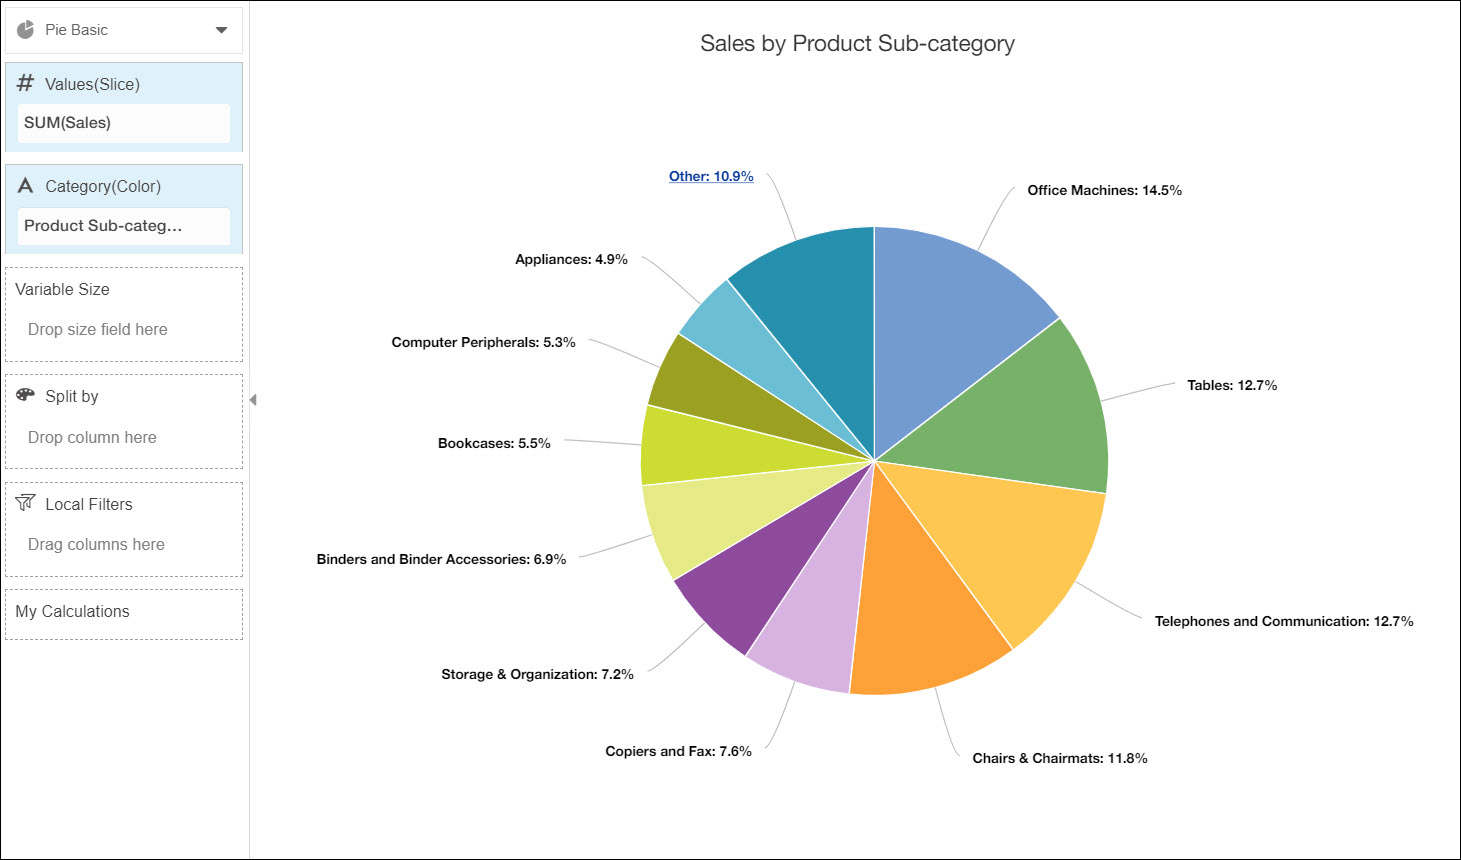 Pie Basic
Values(Slice)
SUM(Sales)
Category(Color)
Product Sub-categ...
Variable Size
Drop size field here
Split by
Drop column here
Local Filters
Drag columns here
My Calculations
Sales by Product Sub-category
Other: 10.9%
Office Machines: 14.5%
Appliances: 4.9%
Computer Peripherals: 5.3%
Tables: 12.7%
Bookcases: 5.5%
Binders and Binder Accessories: 6.9%
Telephones and Communication: 12.7%
Storage & Organization: 7.2%
Copiers and Fax: 7.6%
Chairs & Chairmats: 11.8%